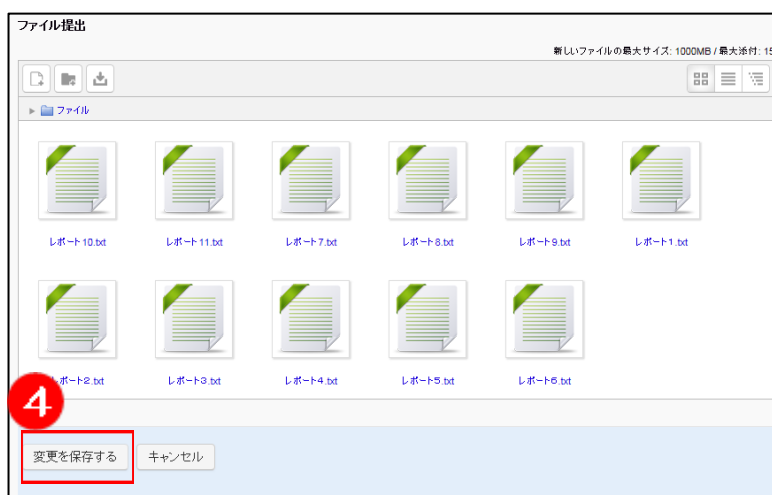 ファイル提出
新しいファイルの最大サイズ: 1000MB / 最大添付: 15
ファイル
レポート10.txt レポート11.txt レポート7.txt レポート8.txt レポート9.txt レポート1.txt
レポート2.txt レポート3.txt レポート4.txt レポート5.txt レポート6.txt
4
変更を保存する キャンセル